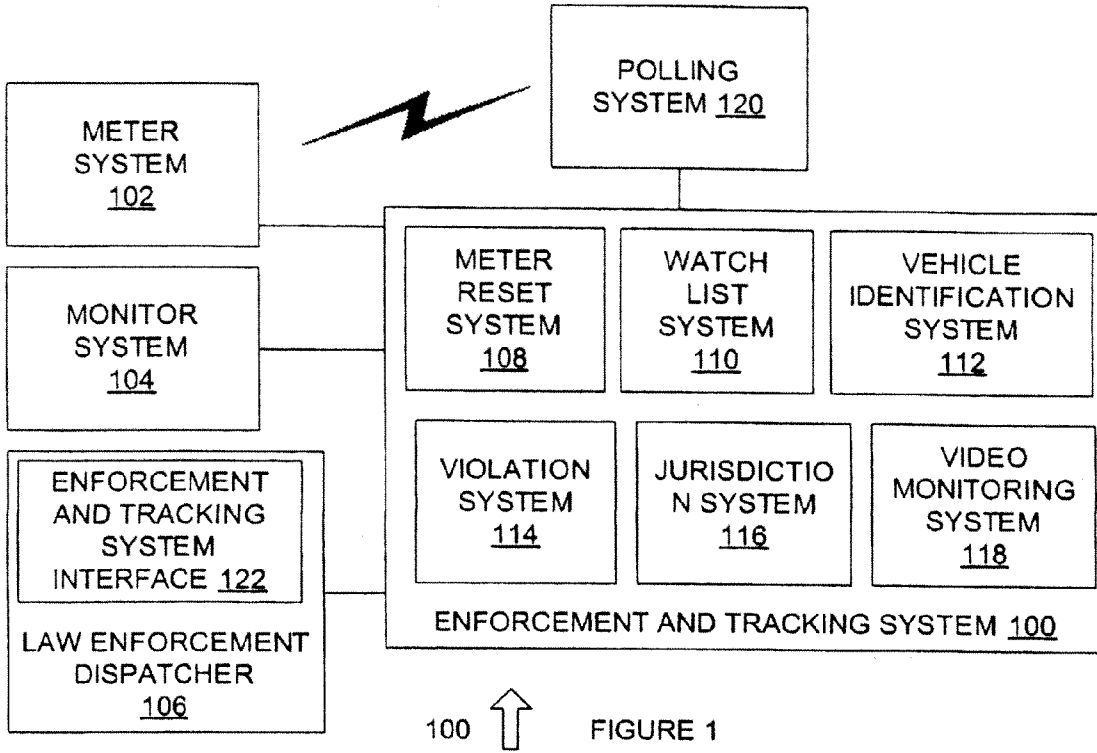 POLLING
SYSTEM 120
METER
SYSTEM
102
METER
RESET
SYSTEM
108
WATCH
LIST
SYSTEM
110
VEHICLE
IDENTIFICATION
SYSTEM
112
MONITOR
SYSTEM
104
VIOLATION
SYSTEM
114
JURISDICTIO
N SYSTEM
116
VIDEO
MONITORING
SYSTEM
118
ENFORCEMENT
AND TRACKING
SYSTEM
INTERFACE 122
LAW ENFORCEMENT
DISPATCHER
106
ENFORCEMENT AND TRACKING SYSTEM 100
100
FIGURE 1